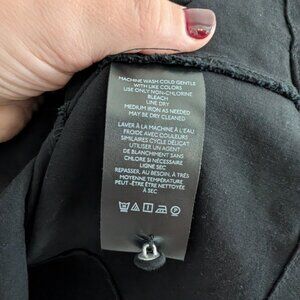 MACHINE WASH COLD GENTLE
WITH LIKE COLORS
USE ONLY NON-CHLORINE
BLEACH
LINE DRY
MEDIUM IRON AS NEEDED
MAY BE DRY CLEANED
LAVER À LA MACHINE À L'EAU
FROIDE AVEC COULEURS
SIMILAIRES CYCLE DÉLICAT
UTILISER UN AGENT
DE BLANCHIMENT SANS
CHLORE SI NÉCESSAIRE
LIGNE SEC
REPASSER, AU BESOIN, À TRÈS
MOYENNE TEMPÉRATURE
PEUT-ÊTRE ÊTRE NETTOYÉE
À SEC